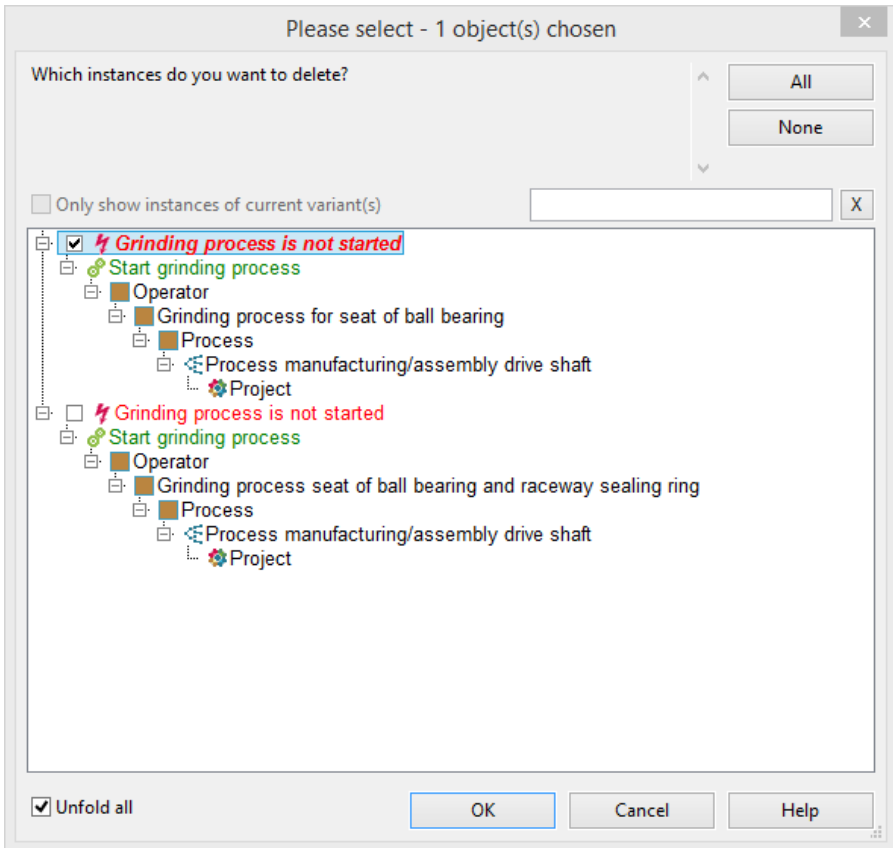 Please select - 1 object(s) chosen
Which instances do you want to delete?
All
None
Only show instances of current variant(s)
X
Grinding process is not started
Start grinding process
Operator
Grinding process for seat of ball bearing
Process
Process manufacturing/assembly drive shaft
Project
Grinding process is not started
Start grinding process
Operator
Grinding process seat of ball bearing and raceway sealing ring
Process
Process manufacturing/assembly drive shaft
Project
Unfold all
OK
Cancel
Help